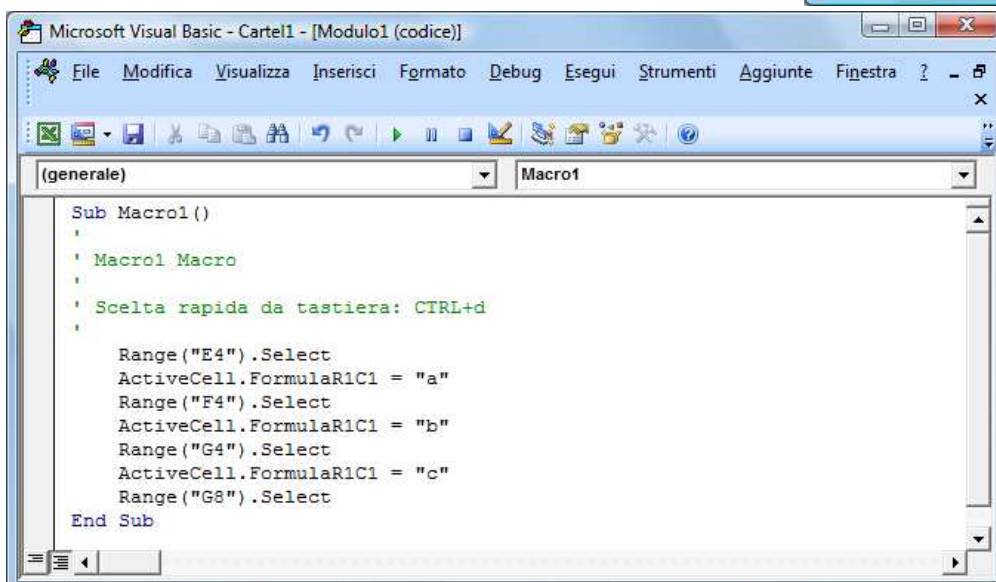 Microsoft Visual Basic - Cartel1 - [Modulo1 (codice)]
File Modifica Visualizza Inserisci Formato Debug Esegui Strumenti Aggiunte Finestra ?
(generale) Macro1
Sub Macro1()
'
' Macro1 Macro
'
' Scelta rapida da tastiera: CTRL+d
'
Range("E4").Select
ActiveCell.FormulaR1C1 = "a"
Range("F4").Select
ActiveCell.FormulaR1C1 = "b"
Range("G4").Select
ActiveCell.FormulaR1C1 = "c"
Range("G8").Select
End Sub